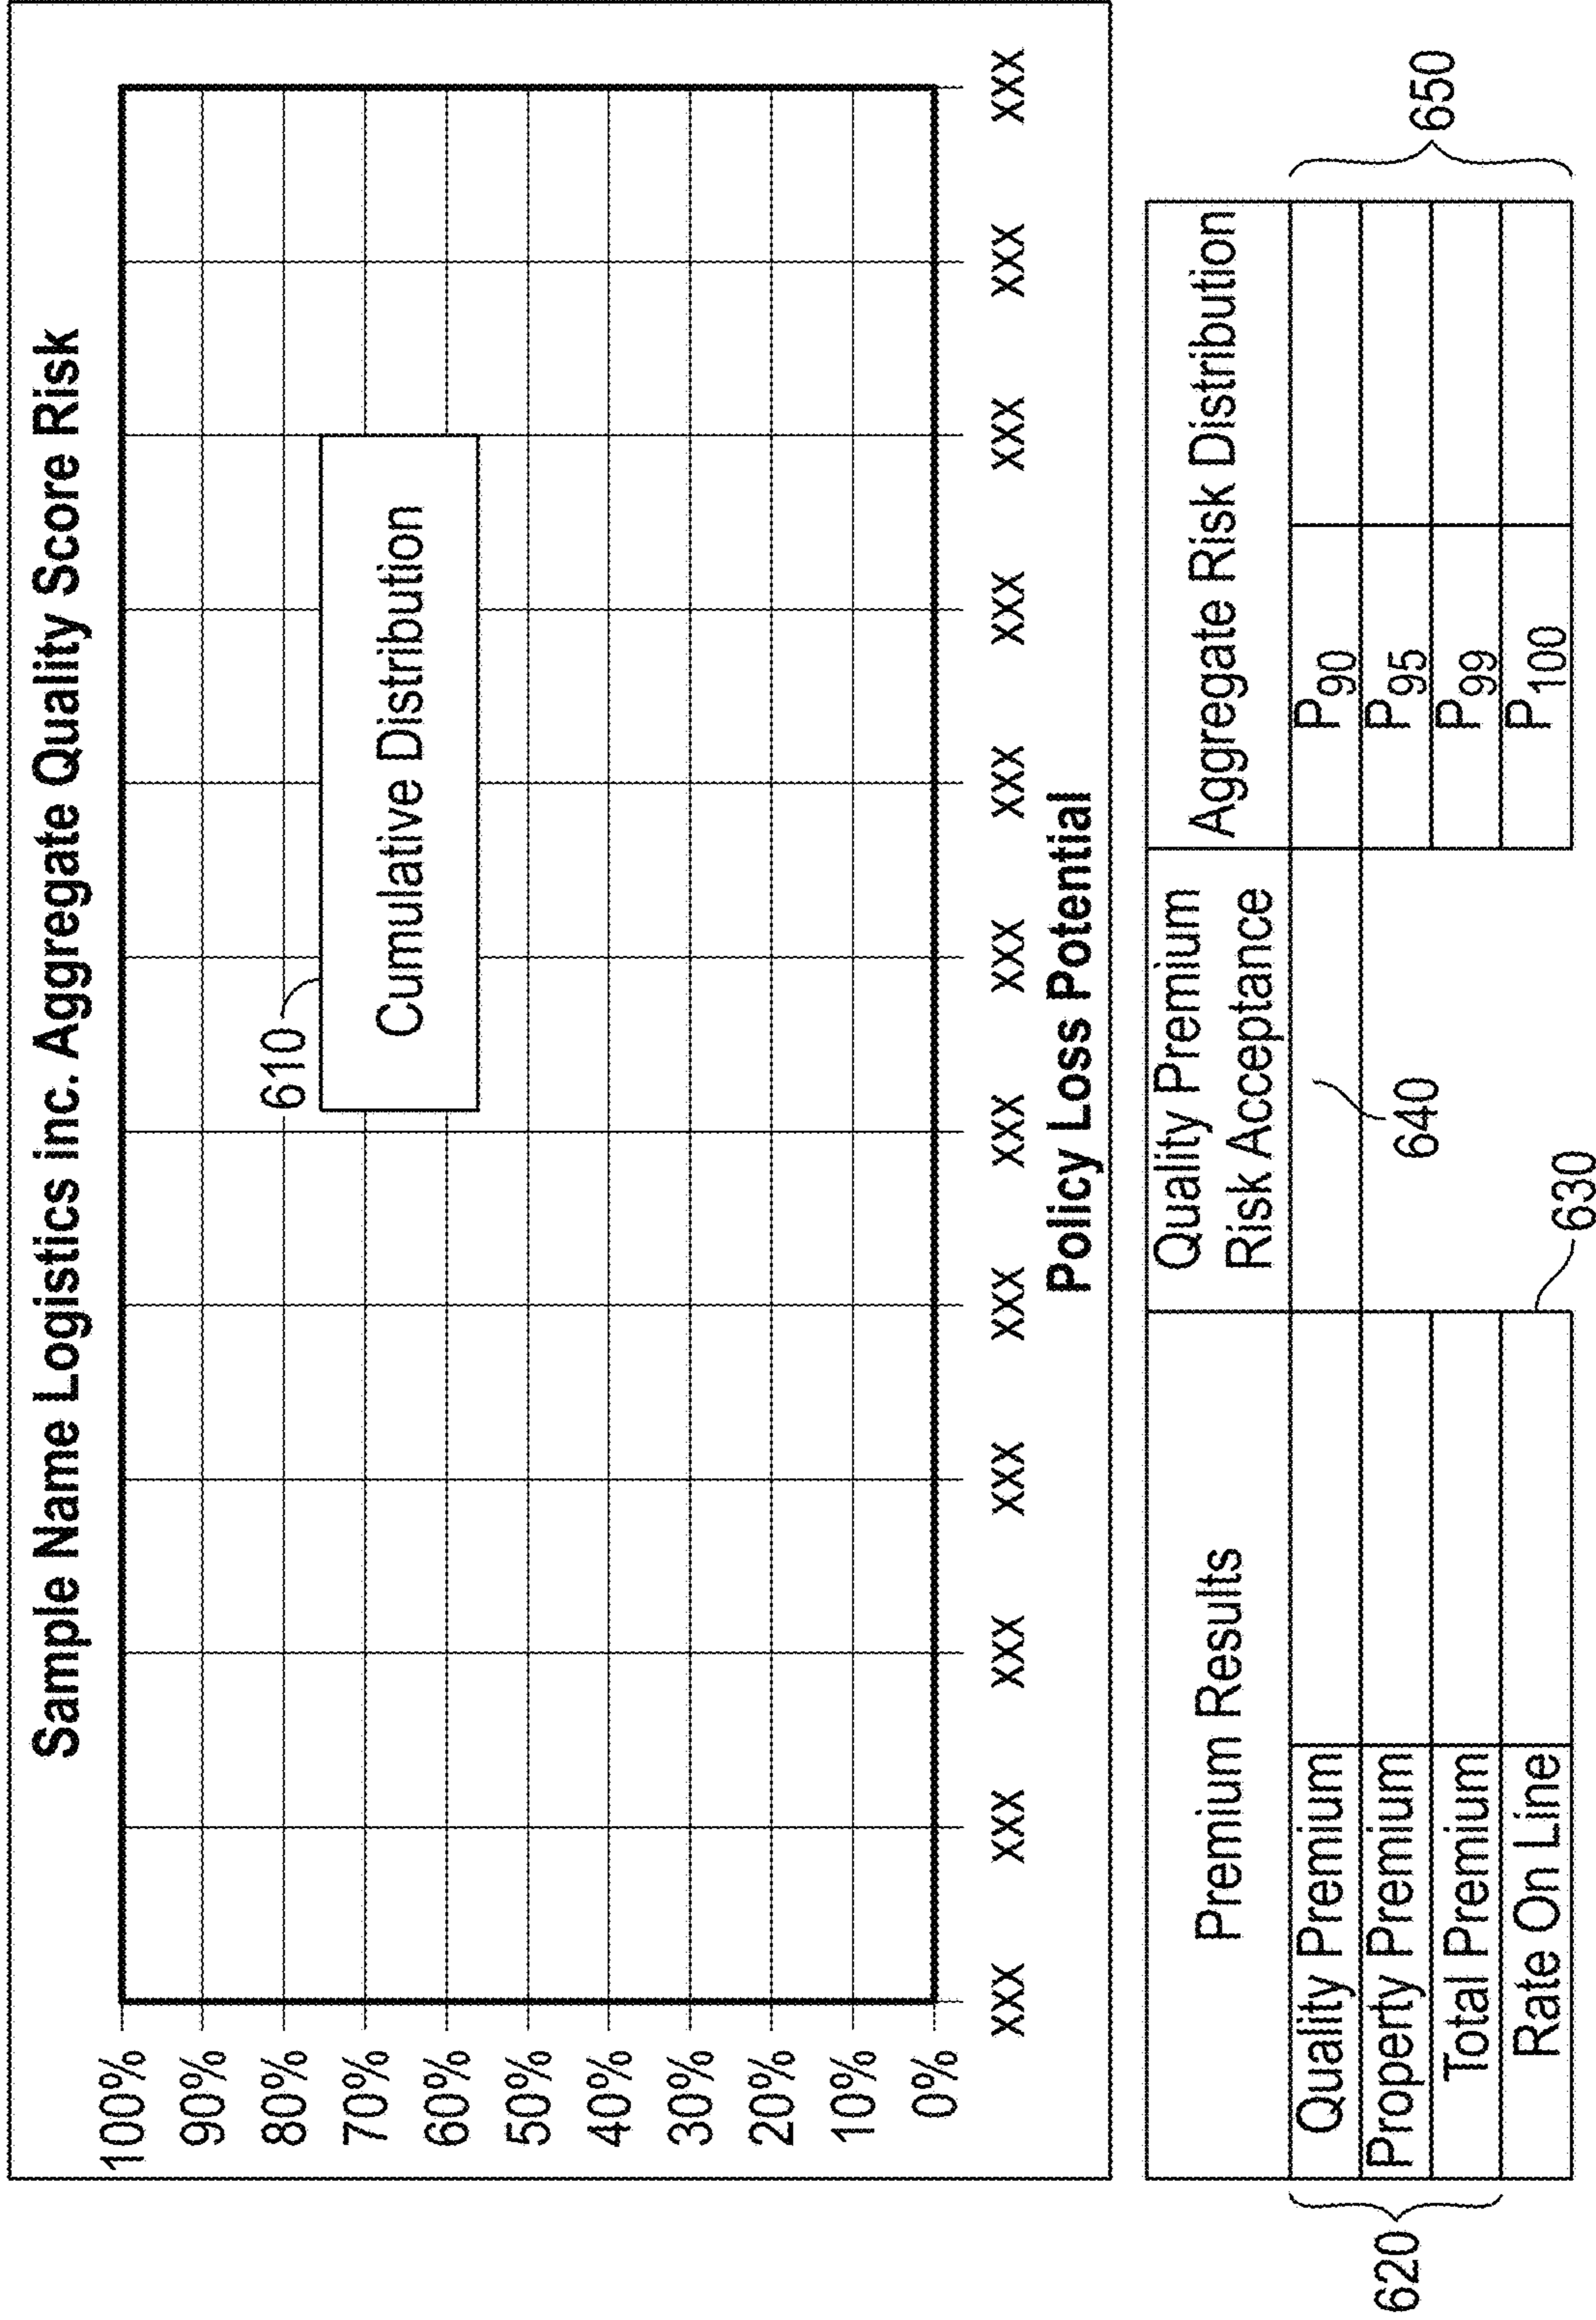 Sample Name Logistics inc. Aggregate Quality Score Risk
100%
90%
80%
70%
60%
50%
40%
30%
20%
10%
0%
610
Cumulative Distribution
XXX XXX XXX XXX XXX XXX XXX XXX XXX XXX XXX XXX
Policy Loss Potential
Premium Results
Quality Premium
Risk Acceptance
Aggregate Risk Distribution
620
Quality Premium
Property Premium
Total Premium
Rate On Line
630
640
P90
P95
P99
P100
650